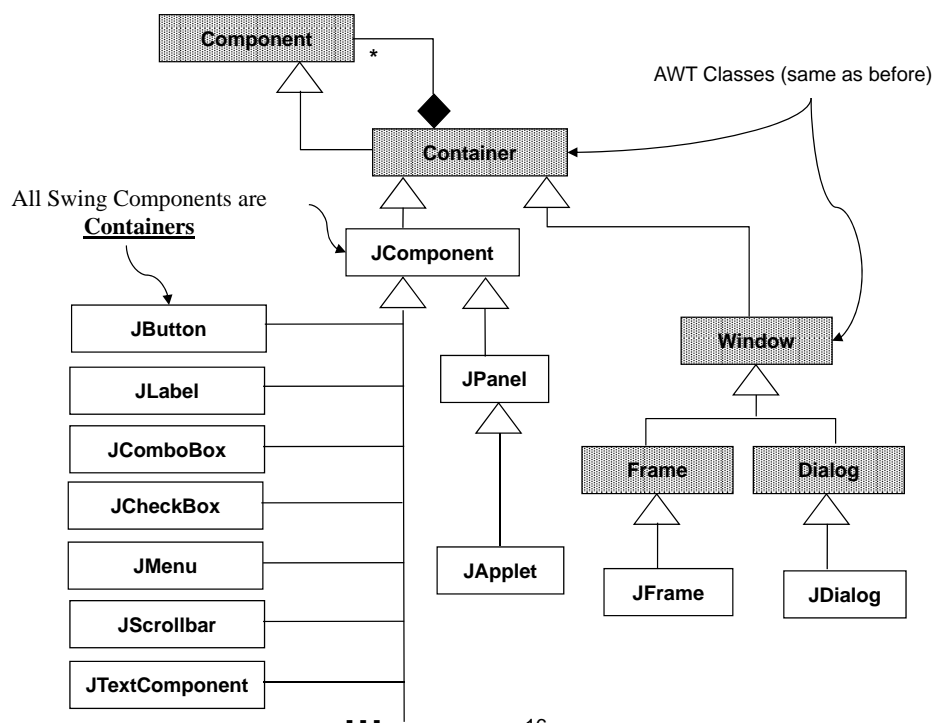 Component
*
AWT Classes (same as before)
Container
All Swing Components are
Containers
JComponent
JButton
Window
JLabel
JPanel
JComboBox
Frame
Dialog
JCheckBox
JMenu
JApplet
JFrame
JDialog
JScrollbar
JTextComponent
...